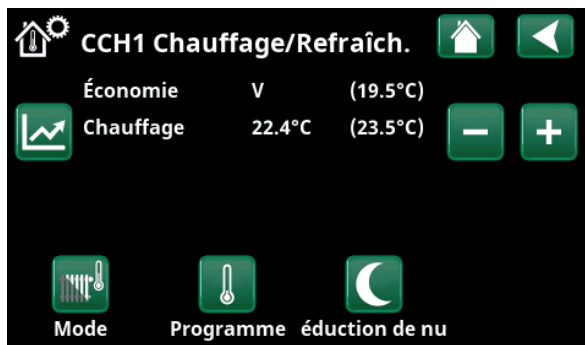 CCH1 Chauffage/Refraîch.
Économie V (19.5°C)
Chauffage 22.4°C (23.5°C)
Mode Programme éduction de nu